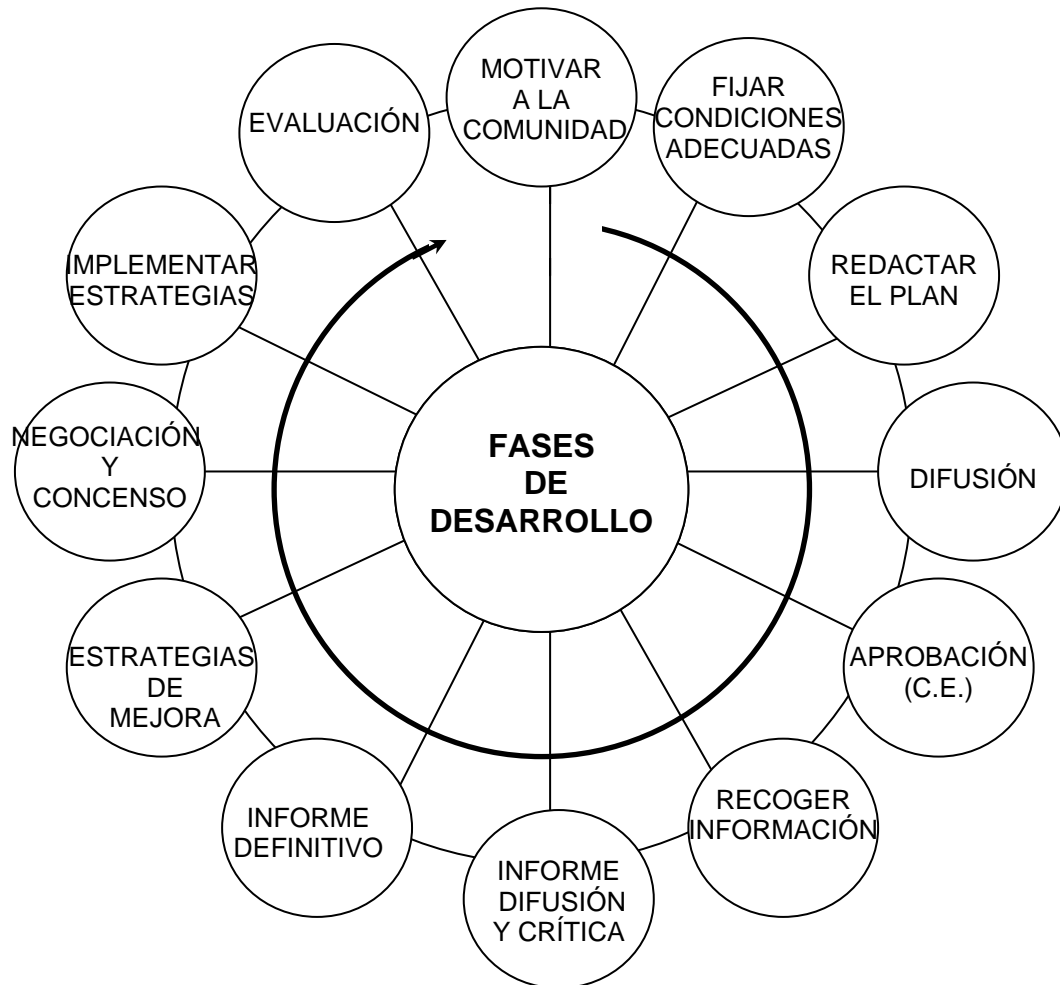 MOTIVAR
A LA
COMUNIDAD
FIJAR
CONDICIONES
ADECUADAS
REDACTAR
EL PLAN
DIFUSIÓN
APROBACIÓN
(C.E.)
RECOGER
INFORMACIÓN
INFORME
DIFUSIÓN
Y CRÍTICA
INFORME
DEFINITIVO
ESTRATEGIAS
DE
MEJORA
NEGOCIACIÓN
Y
CONCENSO
IMPLEMENTAR
ESTRATEGIAS
EVALUACIÓN
FASES
DE
DESARROLLO